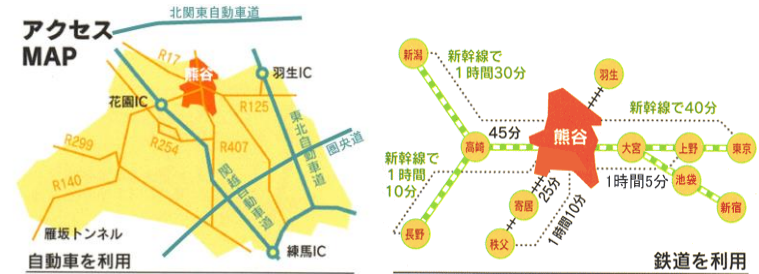 アクセス
MAP
北関東自動車道
R17
熊谷
羽生IC
花園IC
R125
R299
R254
R407
東北自動車道
圏央道
R140
関越自動車道
雁坂トンネル
練馬IC
自動車を利用
新潟
新幹線で
1時間30分
羽生
新幹線で40分
45分
熊谷
高崎
大宮
上野
東京
新幹線で
1時間
10分
1時間5分
池袋
25分
寄居
1時間10分
新宿
長野
秩父
鉄道を利用